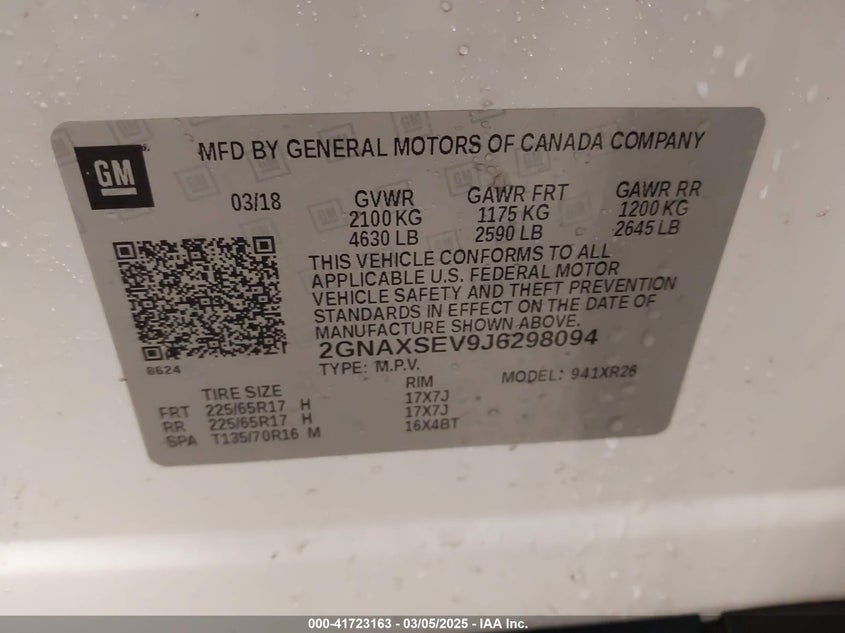 GM
MFD BY GENERAL MOTORS OF CANADA COMPANY
03/18 GVWR GAWR FRT GAWR RR
2100 KG 1175 KG 1200 KG
4630 LB 2590 LB 2645 LB
THIS VEHICLE CONFORMS TO ALL
APPLICABLE U.S. FEDERAL MOTOR
VEHICLE SAFETY AND THEFT PREVENTION
STANDARDS IN EFFECT ON THE DATE OF
MANUFACTURE SHOWN ABOVE.
2GNAXSEV9J6298094
8624 TYPE: M.P.V. MODEL: 941XR26
TIRE SIZE RIM
FRT 225/65R17 H 17X7J
RR 225/65R17 H 17X7J
SPA T135/70R16 M 16X4BT
000-41723163 - 03/05/2025 - IAA Inc.